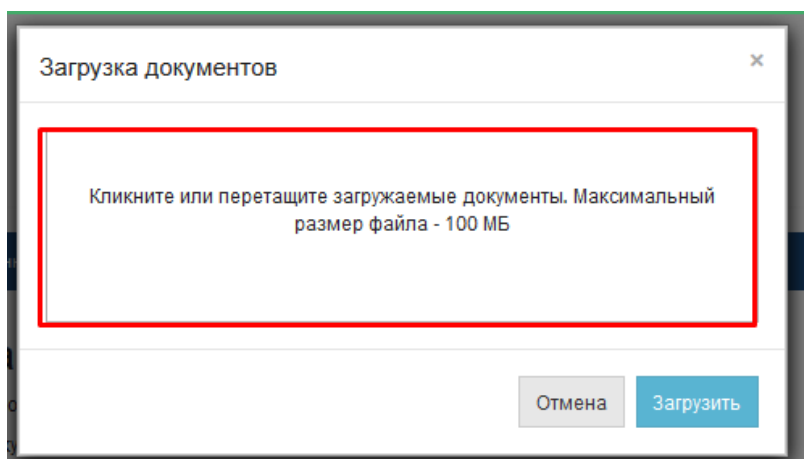 Загрузка документов
×
Кликните или перетащите загружаемые документы. Максимальный
размер файла - 100 МБ
Отмена
Загрузить